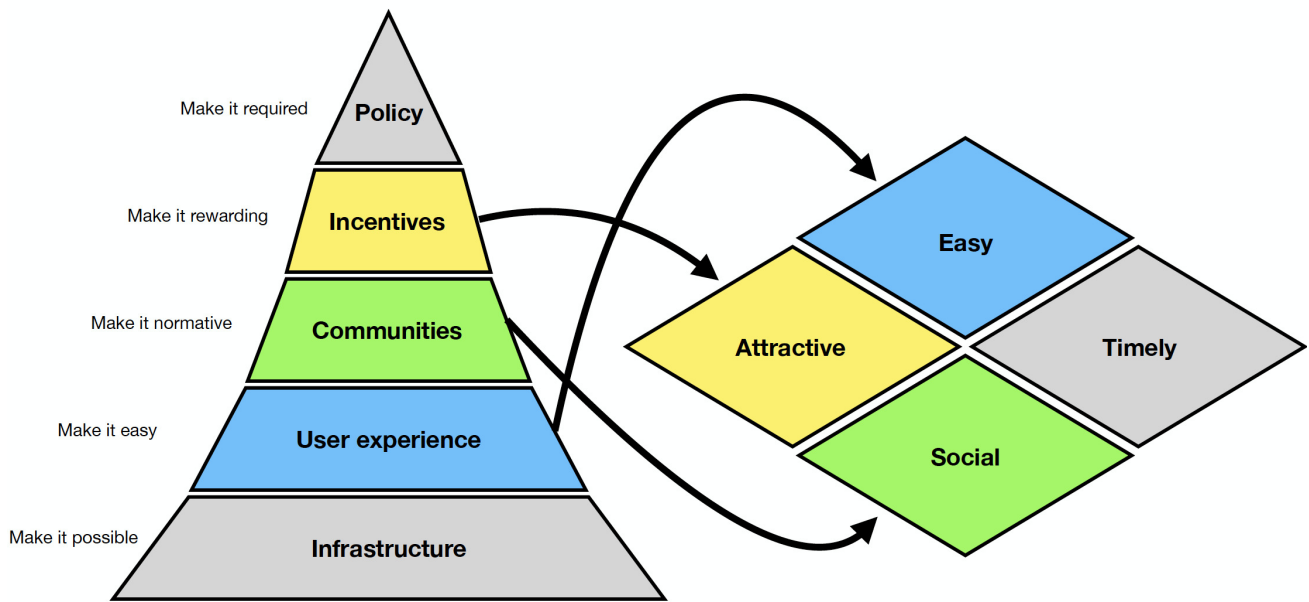 Make it required
Policy
Make it rewarding
Incentives
Make it normative
Communities
Make it easy
User experience
Make it possible
Infrastructure
Easy
Attractive
Timely
Social